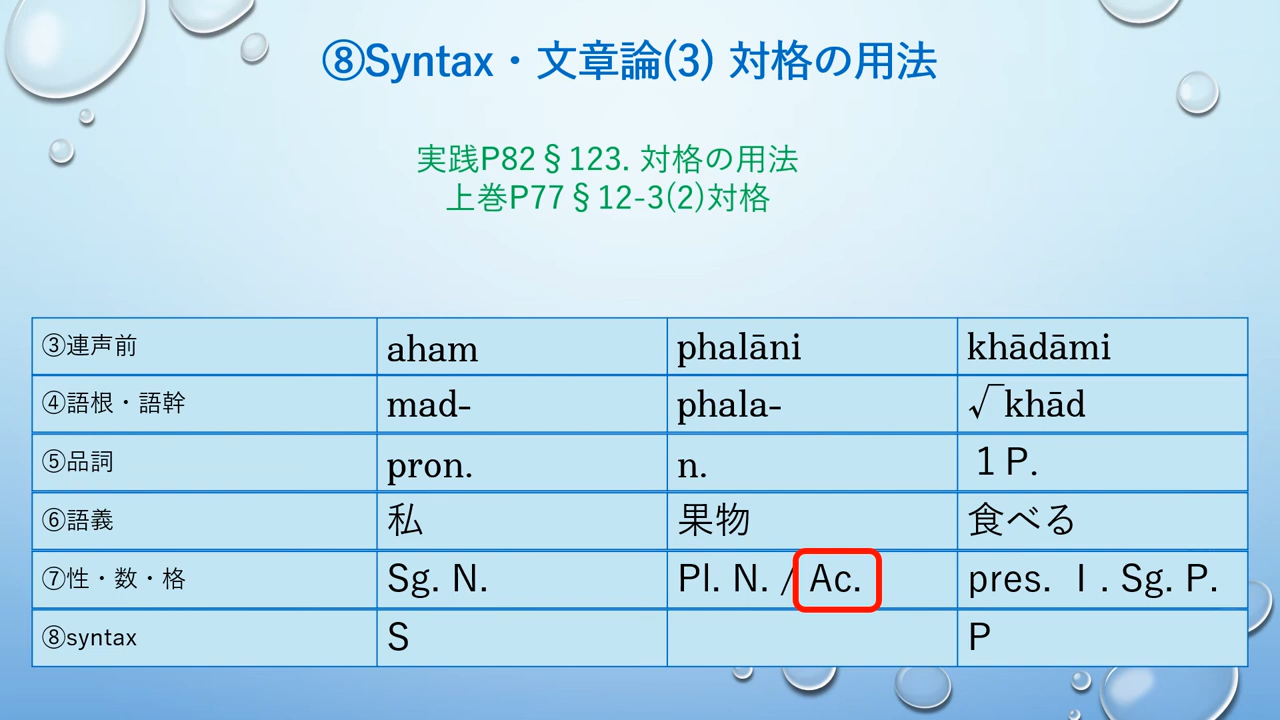 ⑧Syntax・文章論(3) 対格の用法
実践P82§123. 対格の用法
上巻P77§12-3(2)対格
③連声前 aham phalāni khādāmi
④語根・語幹 mad- phala- √khād
⑤品詞 pron. n. １P.
⑥語義 私 果物 食べる
⑦性・数・格 Sg. N. Pl. N. / Ac. pres. Ⅰ. Sg. P.
⑧syntax S P